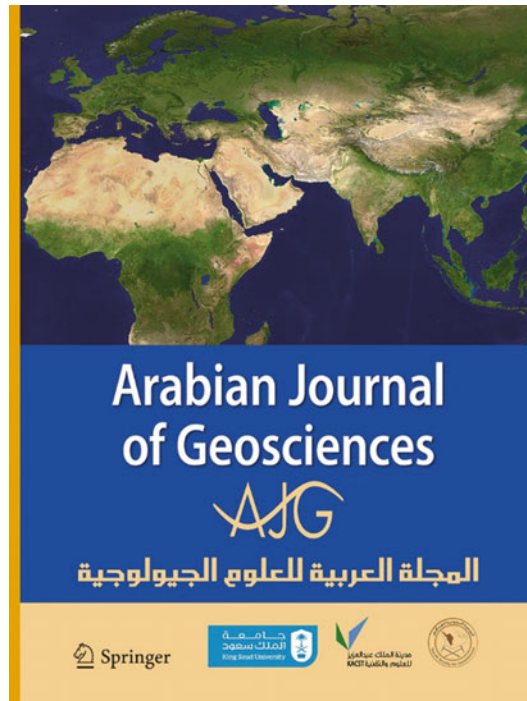 Arabian Journal
of Geosciences
AJG
المجلة العربية للعلوم الجيولوجية
Springer
جامعة
الملك سعود
King Saud University
مدينة الملك عبدالعزيز
للعلوم والتقنية KACST